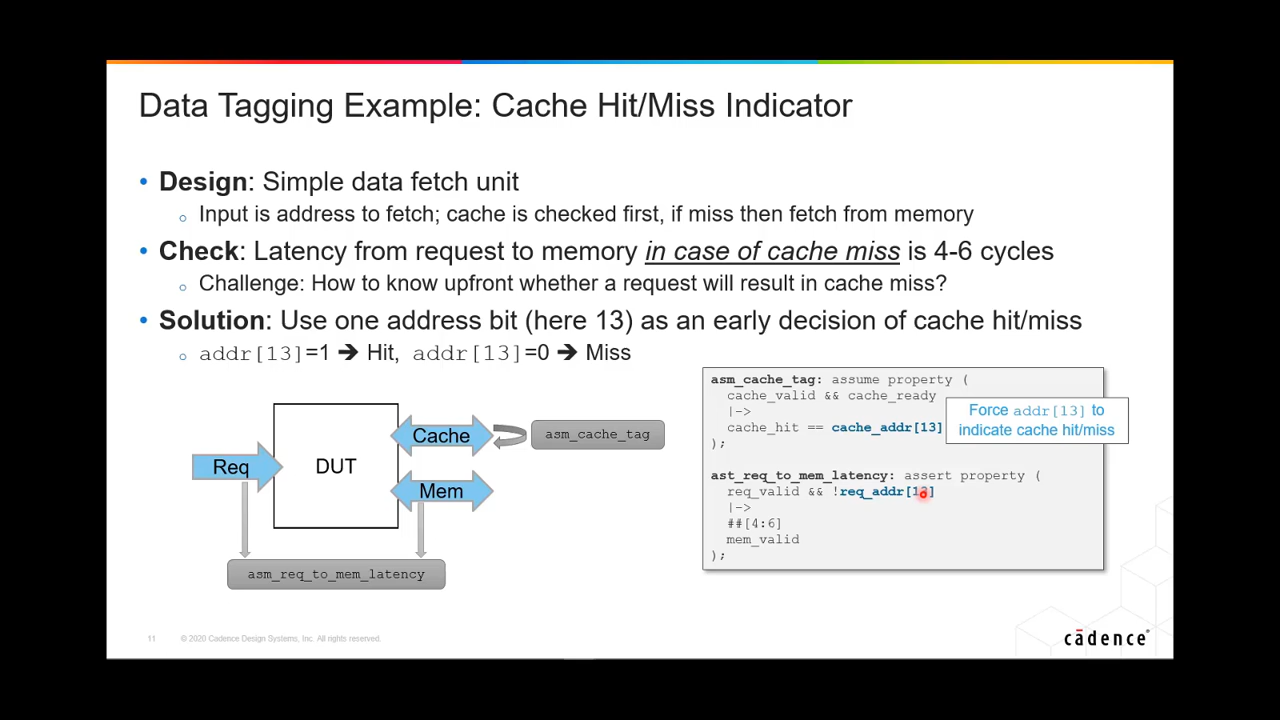 Data Tagging Example: Cache Hit/Miss Indicator
• Design: Simple data fetch unit
Input is address to fetch; cache is checked first, if miss then fetch from memory
• Check: Latency from request to memory in case of cache miss is 4-6 cycles
Challenge: How to know upfront whether a request will result in cache miss?
• Solution: Use one address bit (here 13) as an early decision of cache hit/miss
addr[13]=1 ➔ Hit, addr[13]=0 ➔ Miss
Req
DUT
Cache
Mem
asm_cache_tag
asm_req_to_mem_latency
asm_cache_tag: assume property (
cache_valid && cache_ready
|->
cache_hit == cache_addr[13]
);
Force addr[13] to
indicate cache hit/miss
ast_req_to_mem_latency: assert property (
req_valid && !req_addr[13]
|->
##[4:6]
mem_valid
);
11
© 2020 Cadence Design Systems, Inc. All rights reserved.
cādence®